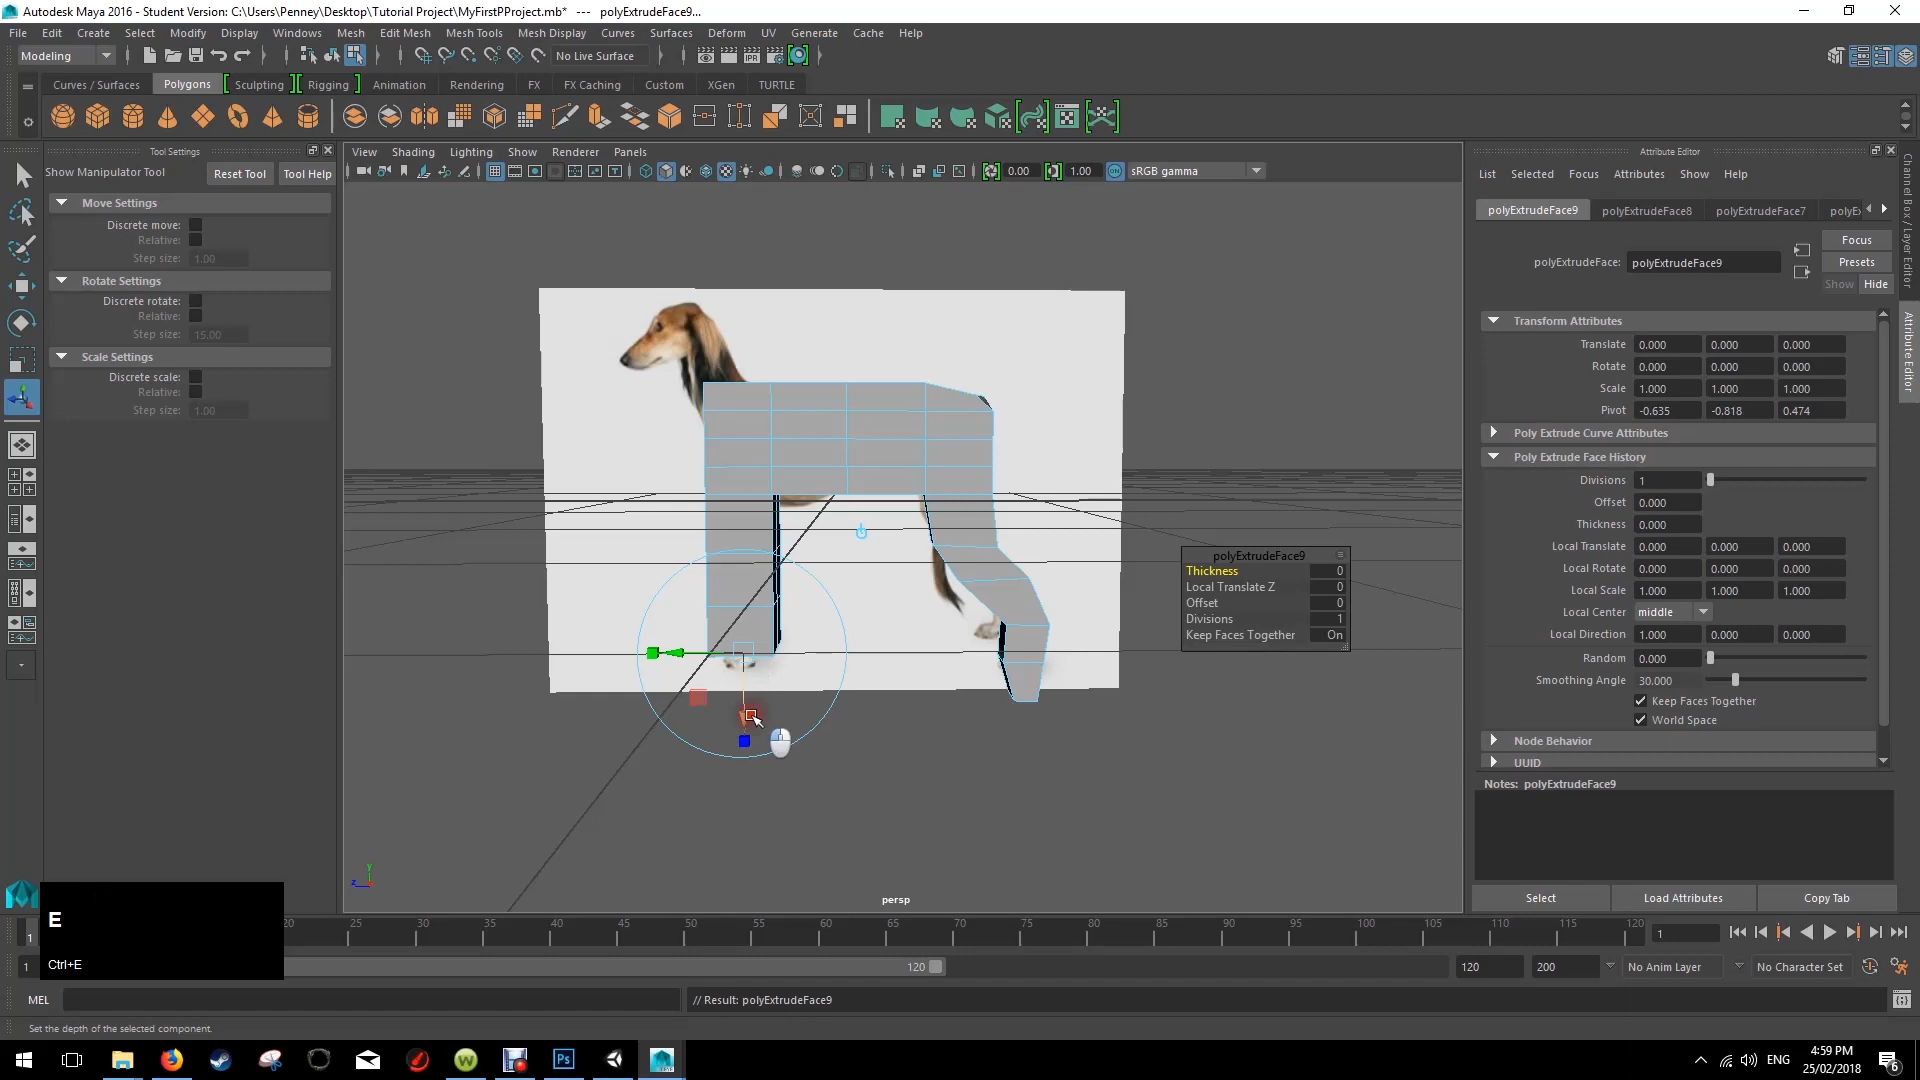 Autodesk Maya 2016 - Student Version: C:\Users\Penney\Desktop\Tutorial Project\MyFirstPProject.mb* --- polyExtrudeFace9...
File Edit Create Select Modify Display Windows Mesh Edit Mesh Mesh Tools Mesh Display Curves Surfaces Deform UV Generate Cache Help
Modeling No Live Surface
Curves / Surfaces Polygons Sculpting Rigging Animation Rendering FX FX Caching Custom XGen TURTLE
Tool Settings
Show Manipulator Tool Reset Tool Tool Help
Move Settings
Discrete move:
Relative:
Step size: 1.00
Rotate Settings
Discrete rotate:
Relative:
Step size: 15.00
Scale Settings
Discrete scale:
Relative:
Step size: 1.00
View Shading Lighting Show Renderer Panels
0.00 1.00 ON sRGB gamma
polyExtrudeFace9
Thickness 0
Local Translate Z 0
Offset 0
Divisions 1
Keep Faces Together On
y
z
persp
Attribute Editor
List Selected Focus Attributes Show Help
polyExtrudeFace9 polyExtrudeFace8 polyExtrudeFace7 polyE
Focus
polyExtrudeFace: polyExtrudeFace9
Presets
Show Hide
Transform Attributes
Translate 0.000 0.000 0.000
Rotate 0.000 0.000 0.000
Scale 1.000 1.000 1.000
Pivot -0.635 -0.818 0.474
Poly Extrude Curve Attributes
Poly Extrude Face History
Divisions 1
Offset 0.000
Thickness 0.000
Local Translate 0.000 0.000 0.000
Local Rotate 0.000 0.000 0.000
Local Scale 1.000 1.000 1.000
Local Center middle
Local Direction 1.000 0.000 0.000
Random 0.000
Smoothing Angle 30.000
Keep Faces Together
World Space
Node Behavior
UUID
Notes: polyExtrudeFace9
Select Load Attributes Copy Tab
Channel Box / Layer Editor
Attribute Editor
E
Ctrl+E
1 20 25 30 35 40 45 50 55 60 65 70 75 80 85 90 95 100 105 110 115 120 1
1 120 120 200 No Anim Layer No Character Set
MEL // Result: polyExtrudeFace9
Set the depth of the selected component.
Ps
ENG
4:59 PM
25/02/2018
6